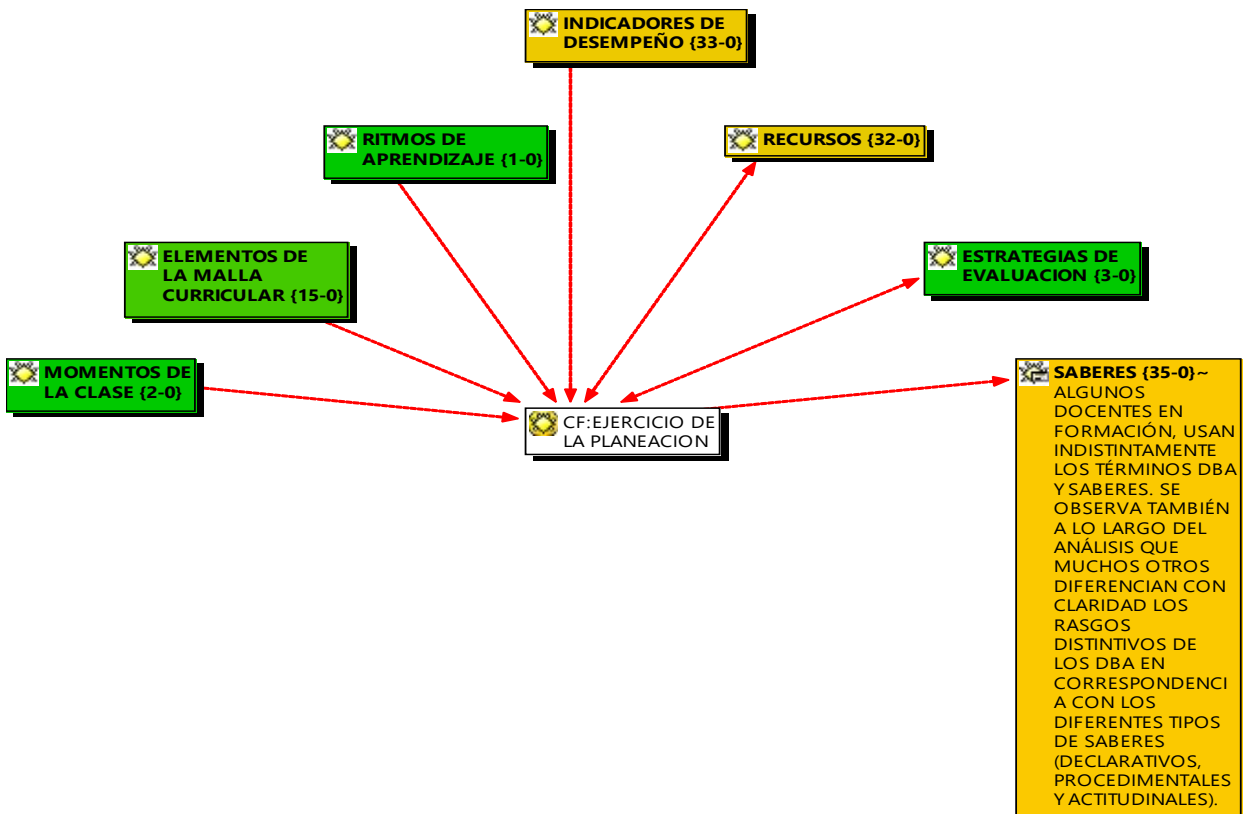 INDICADORES DE
DESEMPEÑO {33-0}
RITMOS DE
APRENDIZAJE {1-0}
RECURSOS {32-0}
ELEMENTOS DE
LA MALLA
CURRICULAR {15-0}
ESTRATEGIAS DE
EVALUACION {3-0}
MOMENTOS DE
LA CLASE {2-0}
CF:EJERCICIO DE
LA PLANEACION
SABERES {35-0}~
ALGUNOS
DOCENTES EN
FORMACIÓN, USAN
INDISTINTAMENTE
LOS TÉRMINOS DBA
Y SABERES. SE
OBSERVA TAMBIÉN
A LO LARGO DEL
ANÁLISIS QUE
MUCHOS OTROS
DIFERENCIAN CON
CLARIDAD LOS
RASGOS
DISTINTIVOS DE
LOS DBA EN
CORRESPONDENCI
A CON LOS
DIFERENTES TIPOS
DE SABERES
(DECLARATIVOS,
PROCEDIMENTALES
Y ACTITUDINALES).